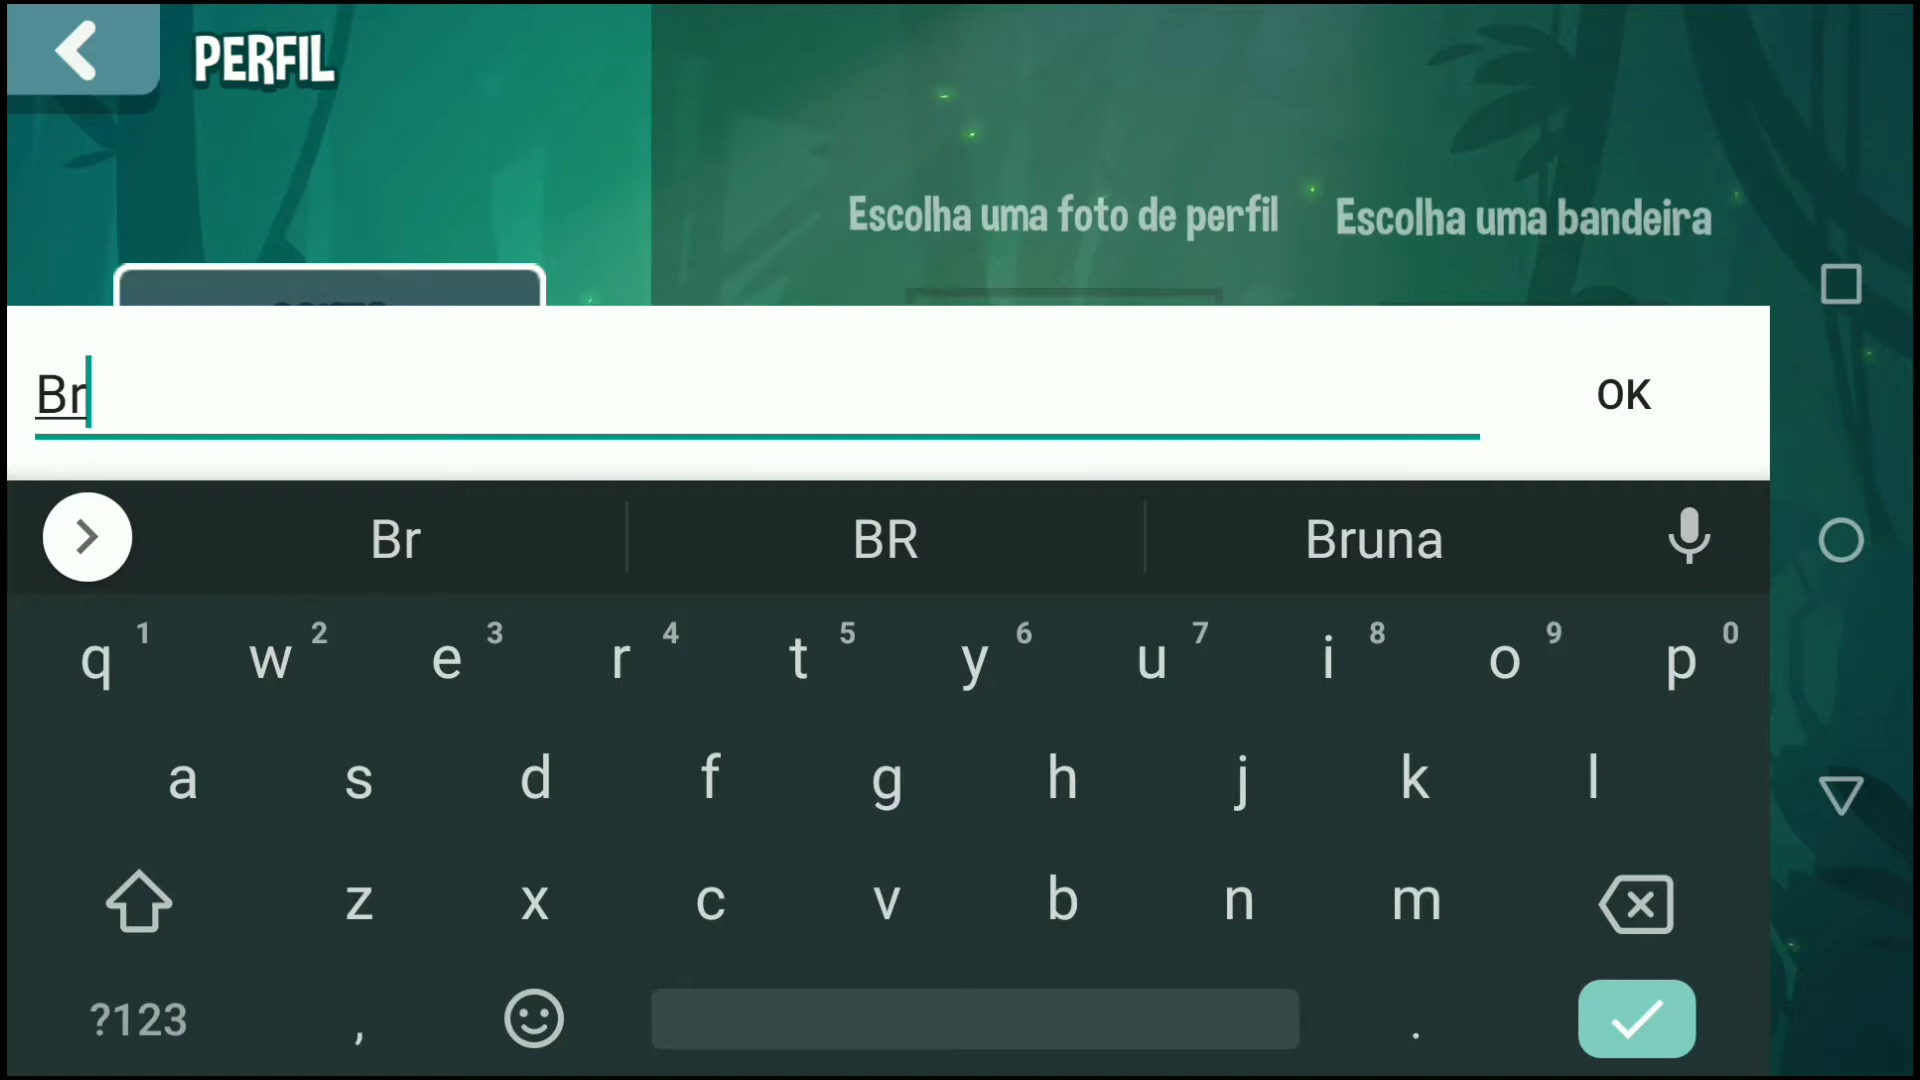 PERFIL
Escolha uma foto de perfil
Escolha uma bandeira
Br
OK
Br BR Bruna
q 1 w 2 e 3 r 4 t 5 y 6 u 7 i 8 o 9 p 0
a s d f g h j k l
z x c v b n m
?123 , .